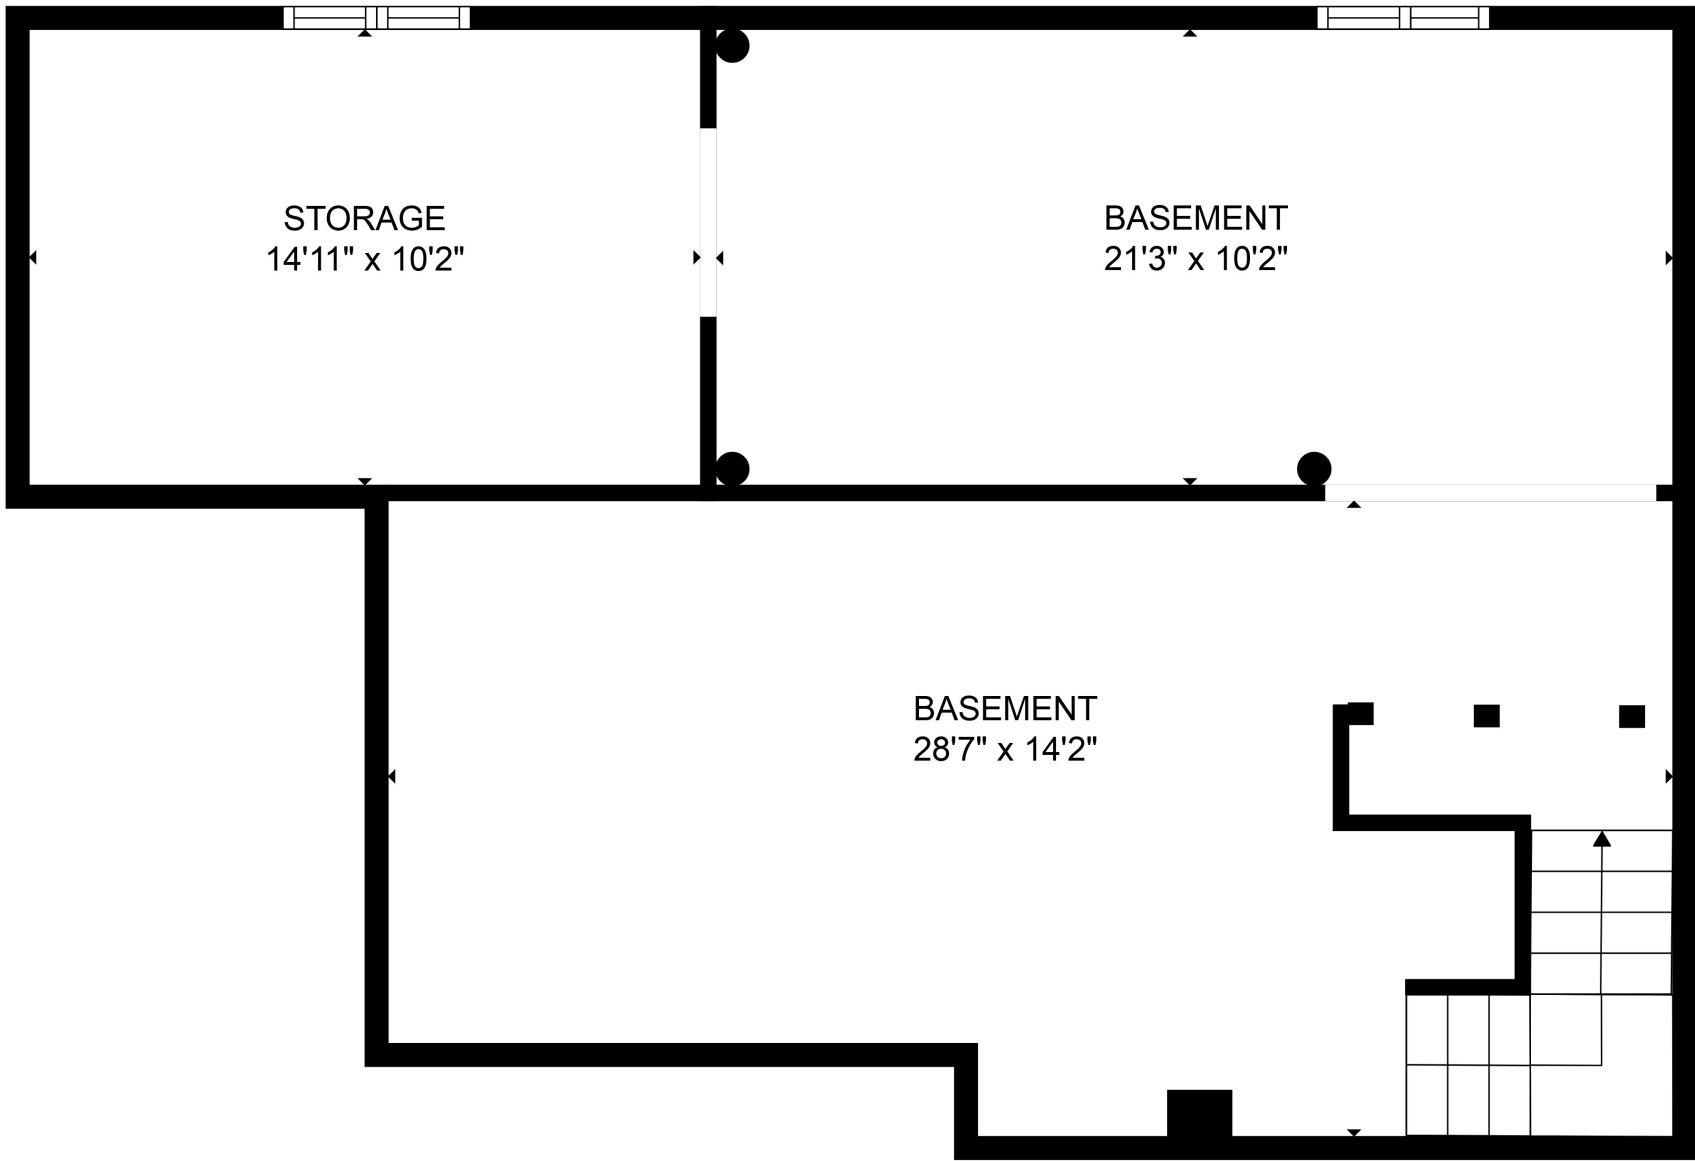 STORAGE
14'11" x 10'2"
BASEMENT
21'3" x 10'2"
BASEMENT
28'7" x 14'2"